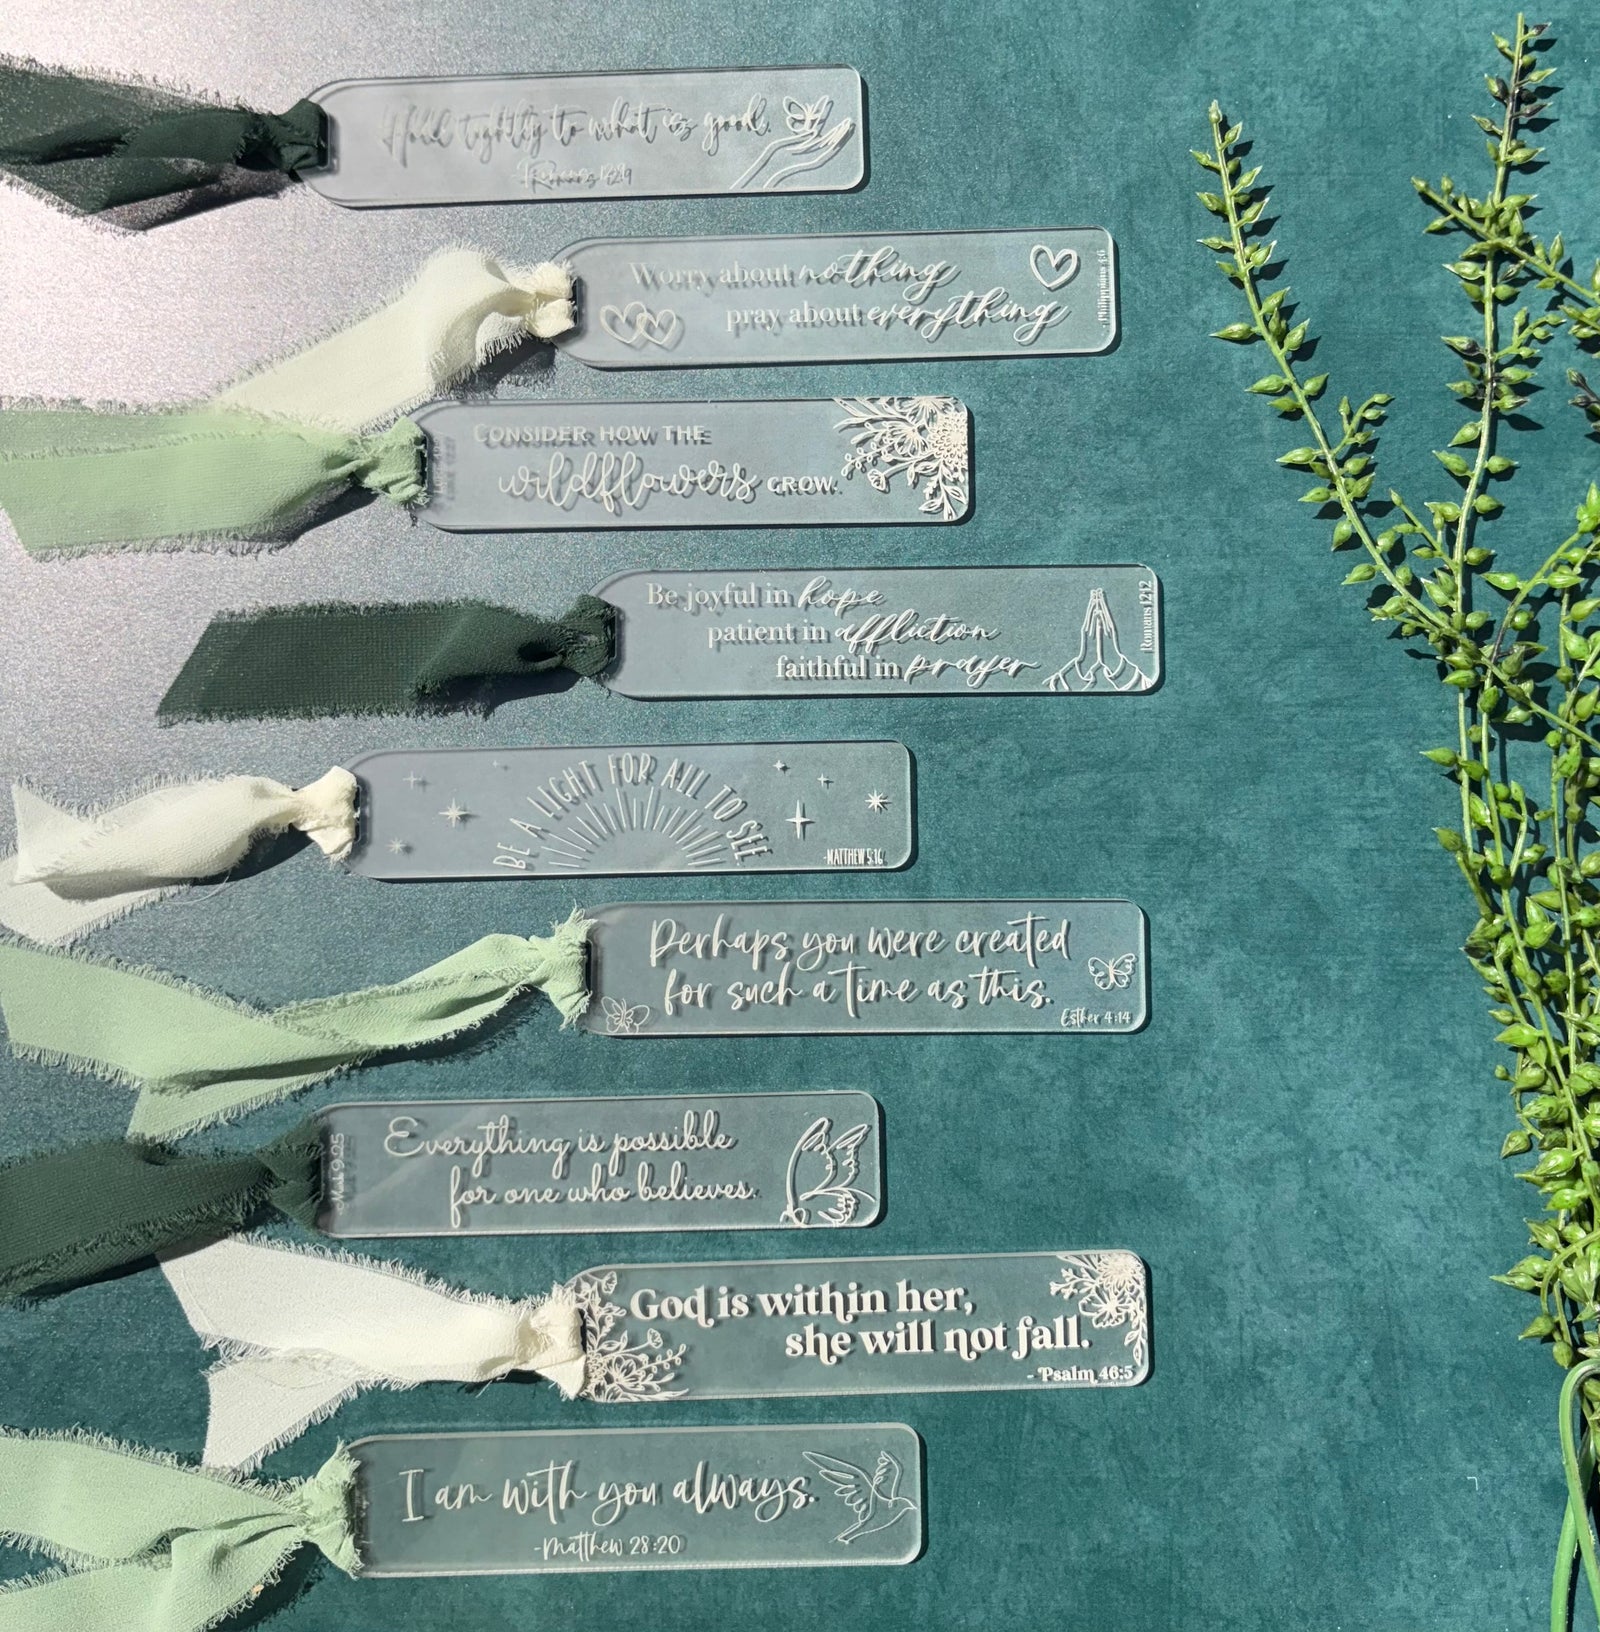 Hold tightly to what is good.
-Romans 12:9
Worry about nothing
pray about everything
-Philippians 4:6
CONSIDER HOW THE
wildflowers GROW.
Be joyful in hope
patient in affliction
faithful in prayer
Romans 12:12
BE A LIGHT FOR ALL TO SEE
-MATTHEW 5:16
Perhaps you were created
for such a time as this.
Esther 4:14
Everything is possible
for one who believes.
-Mark 9:25
God is within her,
she will not fall.
- Psalm 46:5
I am with you always.
-Matthew 28:20